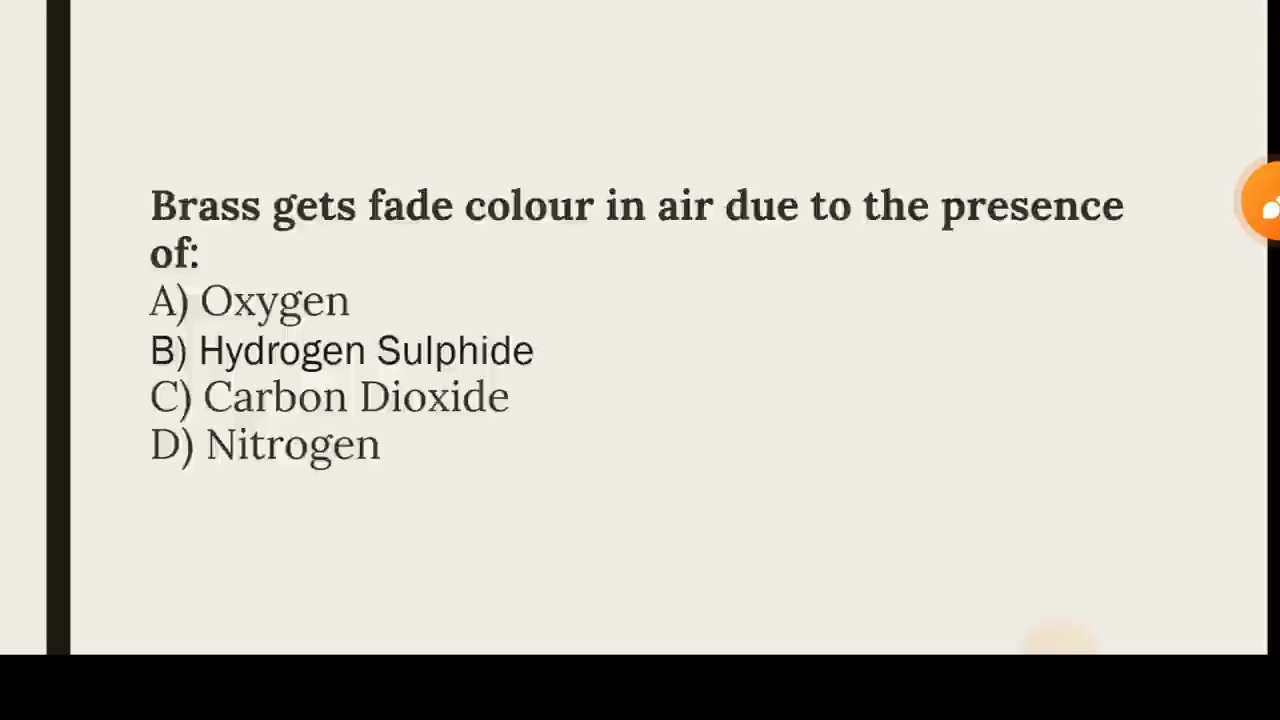 Brass gets fade colour in air due to the presence
of:
A) Oxygen
B) Hydrogen Sulphide
C) Carbon Dioxide
D) Nitrogen